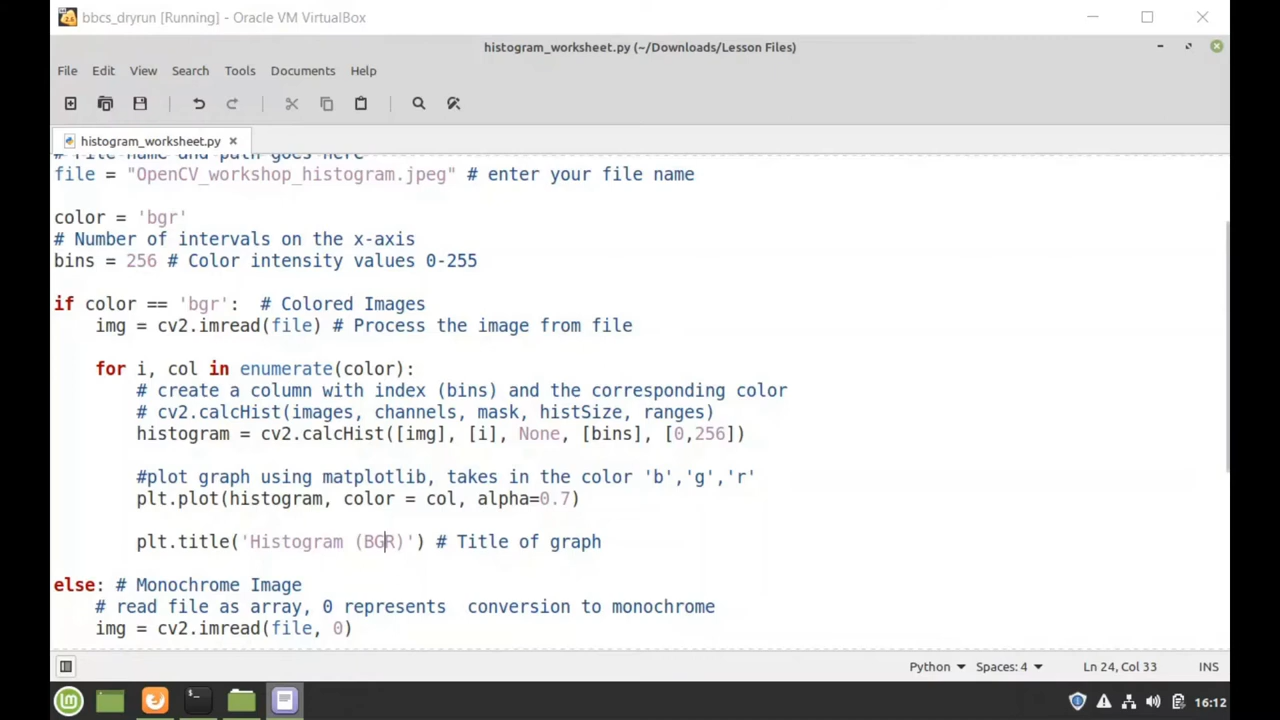 bbcs_dryrun [Running] - Oracle VM VirtualBox
histogram_worksheet.py (~/Downloads/Lesson Files)
File Edit View Search Tools Documents Help
histogram_worksheet.py
# File name and path goes here
file = "OpenCV_workshop_histogram.jpeg" # enter your file name
color = 'bgr'
# Number of intervals on the x-axis
bins = 256 # Color intensity values 0-255
if color == 'bgr':  # Colored Images
    img = cv2.imread(file) # Process the image from file
    for i, col in enumerate(color):
        # create a column with index (bins) and the corresponding color
        # cv2.calcHist(images, channels, mask, histSize, ranges)
        histogram = cv2.calcHist([img], [i], None, [bins], [0,256])
        #plot graph using matplotlib, takes in the color 'b','g','r'
        plt.plot(histogram, color = col, alpha=0.7)
        plt.title('Histogram (BGR)') # Title of graph
else: # Monochrome Image
    # read file as array, 0 represents  conversion to monochrome
    img = cv2.imread(file, 0)
Python Spaces: 4 Ln 24, Col 33 INS
16:12